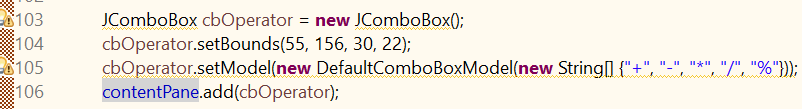 103 JComboBox cbOperator = new JComboBox();
104 cbOperator.setBounds(55, 156, 30, 22);
105 cbOperator.setModel(new DefaultComboBoxModel(new String[] {"+", "-", "*", "/", "%"}));
106 contentPane.add(cbOperator);